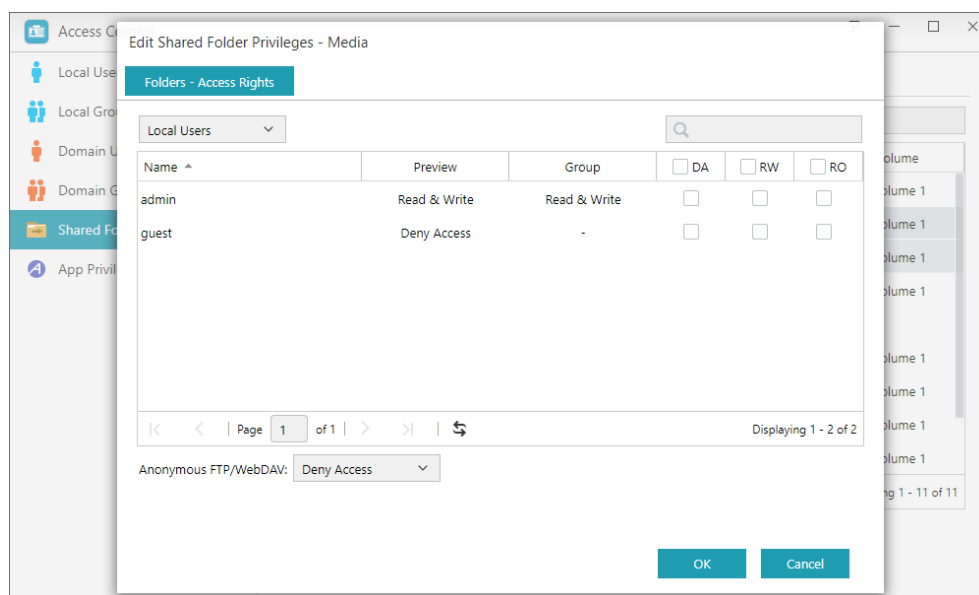 Access Co
Edit Shared Folder Privileges - Media
Local Use
Folders - Access Rights
Local Gro
Domain U
Domain G
Shared Fo
App Privil
Local Users
Name Preview Group DA RW RO
admin Read & Write Read & Write
guest Deny Access -
Page 1 of 1 Displaying 1 - 2 of 2
Anonymous FTP/WebDAV: Deny Access
OK Cancel
olume
olume 1
olume 1
olume 1
olume 1
olume 1
olume 1
olume 1
olume 1
ng 1 - 11 of 11